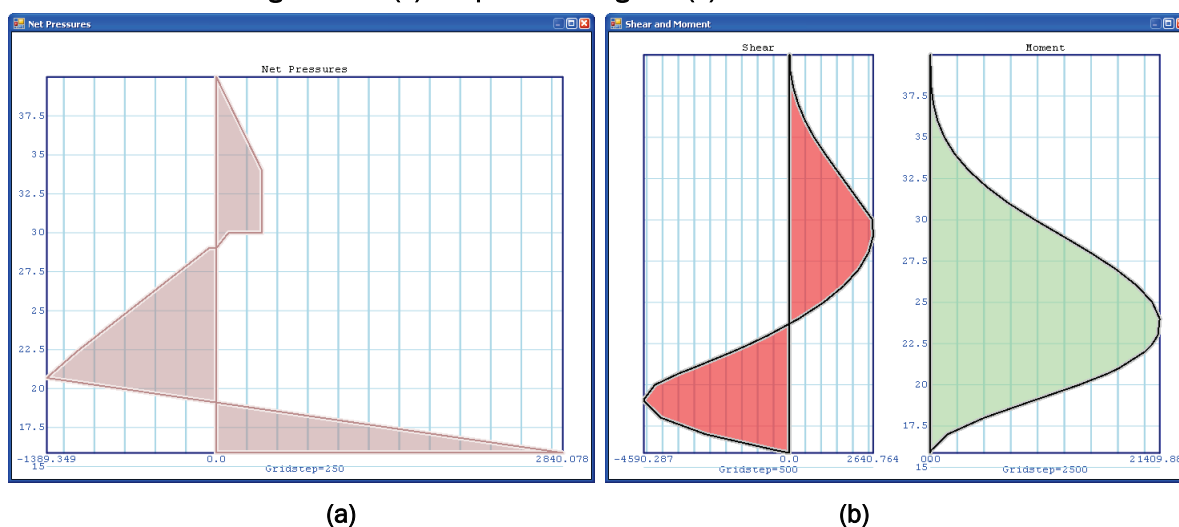 Net Pressures
Net Pressures
37.5
35
32.5
30
27.5
25
22.5
20
17.5
15
-1389.349 0.0 2840.078
Gridstep=250
Shear and Moment
Shear
-4590.287 0.0 2640.764
Gridstep=500
Moment
37.5
35
32.5
30
27.5
25
22.5
20
17.5
15
000 21409.88
Gridstep=2500
(a)
(b)